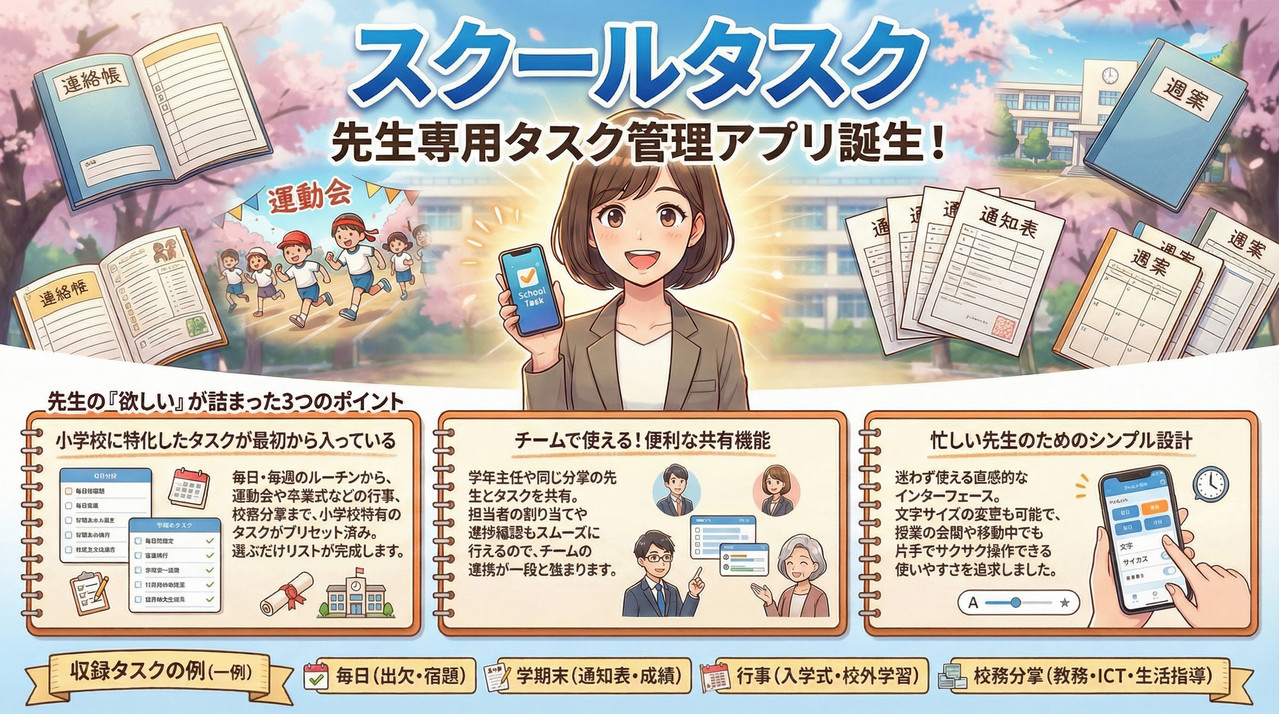 スクールタスク
先生専用タスク管理アプリ誕生！
連絡帳
週案
運動会
連絡帳
School
Task
通知表
週案
週案
先生の『欲しい』が詰まった3つのポイント
小学校に特化したタスクが最初から入っている
毎日・毎週のルーチンから、
運動会や卒業式などの行事、
校務分掌まで、小学校特有の
タスクがプリセット済み。
選ぶだけリストが完成します。
チームで使える！便利な共有機能
学年主任や同じ分掌の先
生とタスクを共有。
担当者の割り当てや
進捗確認もスムーズに
行えるので、チームの
連携が一段と強まります。
忙しい先生のためのシンプル設計
迷わず使える直感的な
インターフェース。
文字サイズの変更も可能で、
授業の合間や移動中でも
片手でサクサク操作できる
使いやすさを追求しました。
文字
サイカス
A
収録タスクの例(一例)
毎日(出欠・宿題)
学期末(通知表・成績)
行事(入学式・校外学習)
校務分掌(教務・ICT・生活指導)